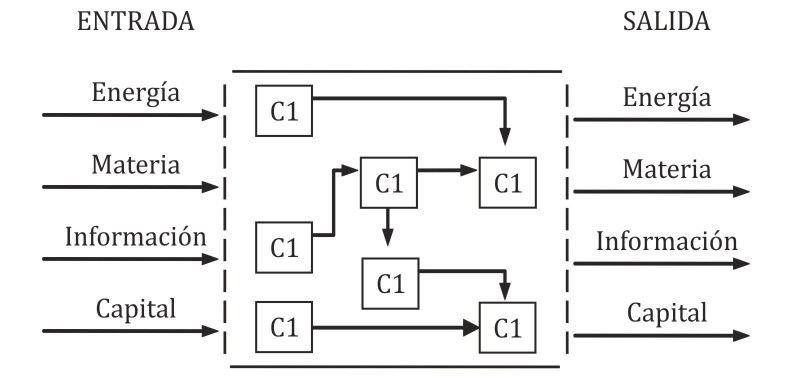 ENTRADA
SALIDA
Energía
C1
Energía
Materia
C1
C1
Materia
Información
C1
Información
C1
Capital
C1
C1
Capital